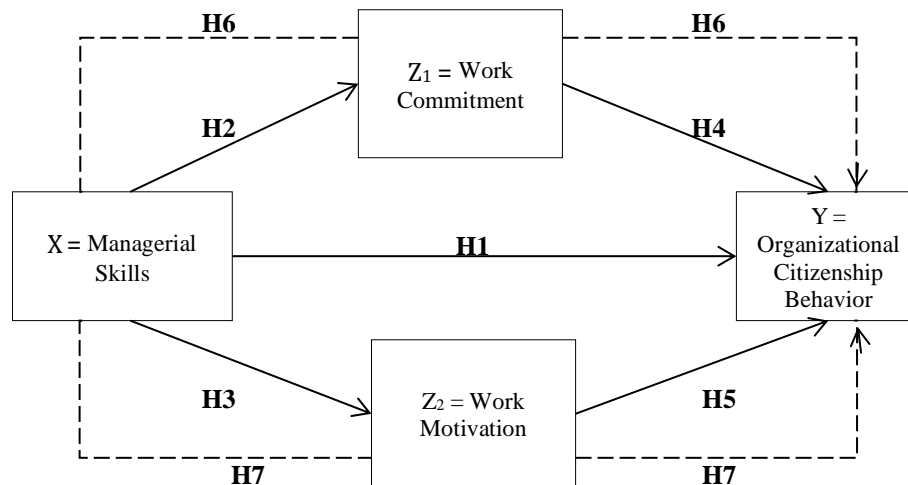 H6
H6
Z1 = Work
Commitment
H2
H4
X = Managerial
Skills
H1
Y =
Organizational
Citizenship
Behavior
Z2 = Work
Motivation
H3
H5
H7
H7